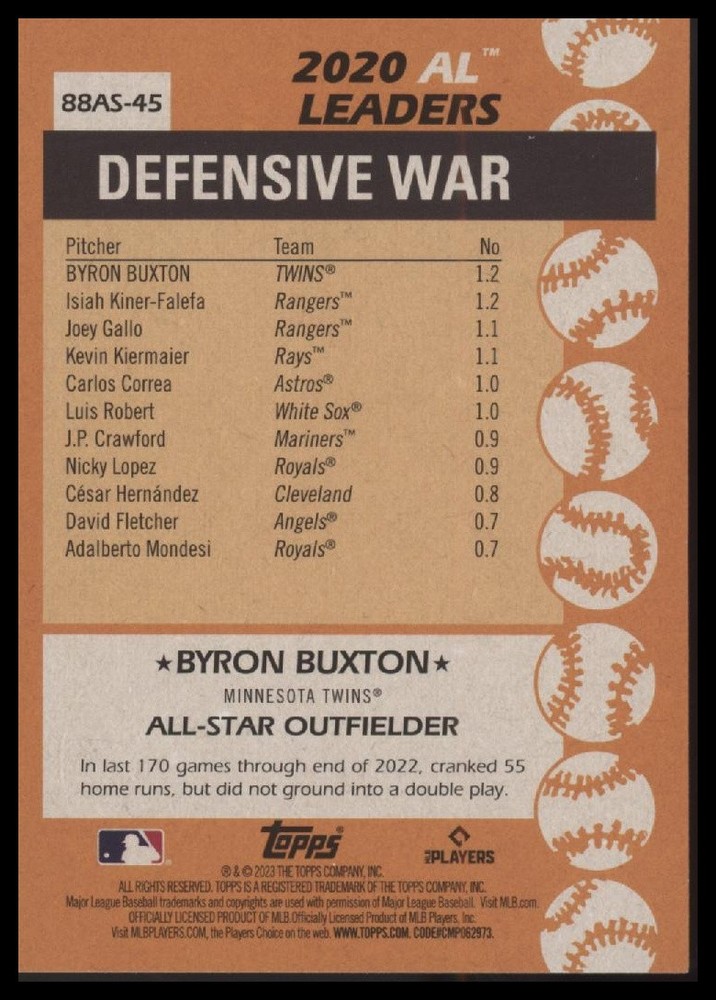 2020 AL™
LEADERS
88AS-45
DEFENSIVE WAR
Pitcher Team No
BYRON BUXTON TWINS® 1.2
Isiah Kiner-Falefa Rangers™ 1.2
Joey Gallo Rangers™ 1.1
Kevin Kiermaier Rays™ 1.1
Carlos Correa Astros® 1.0
Luis Robert White Sox® 1.0
J.P. Crawford Mariners™ 0.9
Nicky Lopez Royals® 0.9
César Hernández Cleveland 0.8
David Fletcher Angels® 0.7
Adalberto Mondesi Royals® 0.7
★BYRON BUXTON★
MINNESOTA TWINS®
ALL-STAR OUTFIELDER
In last 170 games through end of 2022, cranked 55
home runs, but did not ground into a double play.
Topps® MLB PLAYERS
® & © 2023 THE TOPPS COMPANY, INC.
ALL RIGHTS RESERVED. TOPPS IS A REGISTERED TRADEMARK OF THE TOPPS COMPANY, INC.
Major League Baseball trademarks and copyrights are used with permission of Major League Baseball. Visit MLB.com.
OFFICIALLY LICENSED PRODUCT OF MLB Officially Licensed Product of MLB Players, Inc.
Visit MLBPLAYERS.COM, the Players Choice on the web. WWW.TOPPS.COM. CODE#CMP062973.